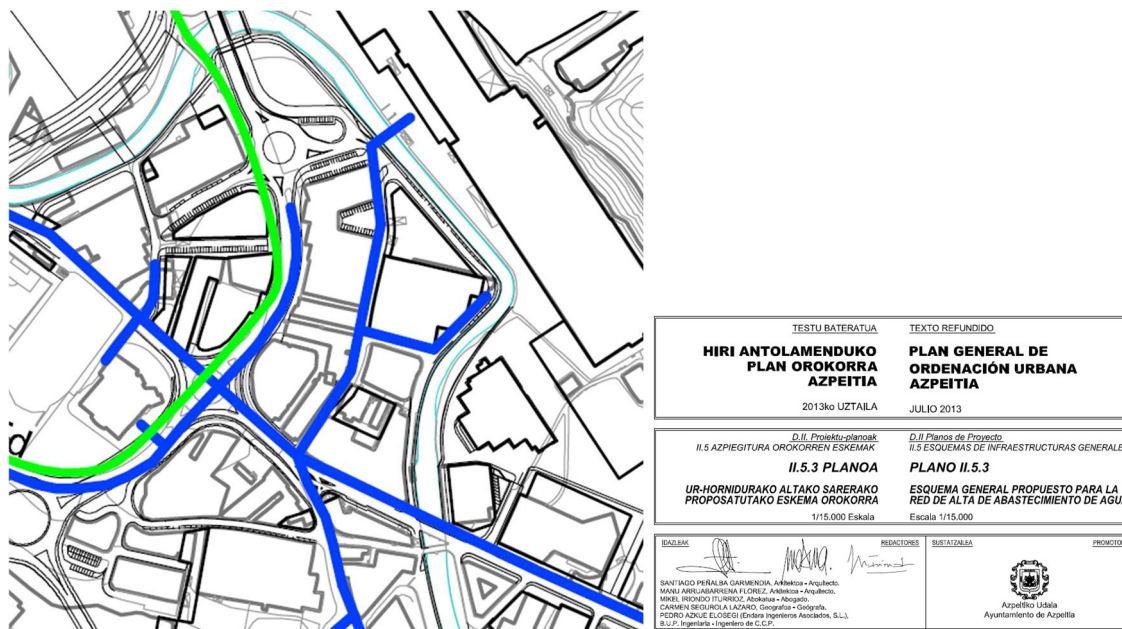 TESTU BATERATUA
HIRI ANTOLAMENDUKO
PLAN OROKORRA
AZPEITIA
2013ko UZTAILA
TEXTO REFUNDIDO
PLAN GENERAL DE
ORDENACIÓN URBANA
AZPEITIA
JULIO 2013
D.II. Proiektu-planoak
II.5 AZPIEGITURA OROKORREN ESKEMAK
II.5.3 PLANOA
UR-HORNIDURAKO ALTAKO SARERAKO
PROPOSATUTAKO ESKEMA OROKORRA
1/15.000 Eskala
D.II Planos de Proyecto
II.5 ESQUEMAS DE INFRAESTRUCTURAS GENERALE
PLANO II.5.3
ESQUEMA GENERAL PROPUESTO PARA LA
RED DE ALTA DE ABASTECIMIENTO DE AGU
Escala 1/15.000
IDAZLEAK
REDACTORES
SANTIAGO PEÑALBA GARMENDIA, Arkitektoa - Arquitecto.
MANU ARRUABARRENA FLOREZ, Arkitektoa - Arquitecto.
MIKEL IRIONDO ITURRIOZ, Abokatua - Abogado.
CARMEN SEGUROLA LAZARO, Geografoa - Geógrafa.
PEDRO AZKUE ELOSEGI (Endara Ingenieros Asociados, S.L.),
B.U.P. Ingeniaria - Ingeniero de C.C.P.
SUSTATZAILEA
PROMOTOR
Azpeitiko Udala
Ayuntamiento de Azpeitia